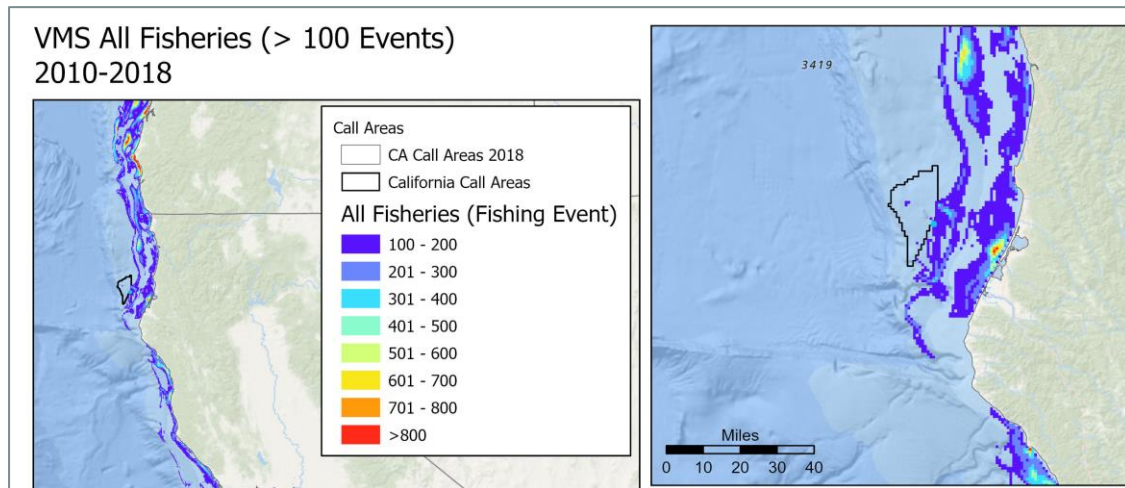 VMS All Fisheries (> 100 Events)
2010-2018
Call Areas
CA Call Areas 2018
California Call Areas
All Fisheries (Fishing Event)
100 - 200
201 - 300
301 - 400
401 - 500
501 - 600
601 - 700
701 - 800
>800
3419
Miles
0 10 20 30 40